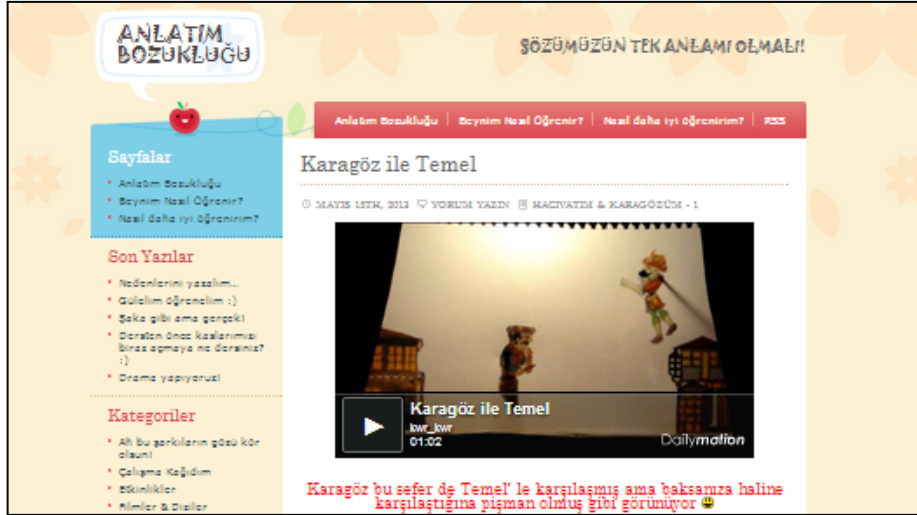 ANLATIM
BOZUKLUĞU
SÖZÜMÜZÜN TEK ANLAMI OLMALI!
Anlatım Bozukluğu | Beynim Nasıl Öğrenir? | Nasıl daha iyi öğrenirim? | RSS
Sayfalar
Anlatım Bozukluğu
Beynim Nasıl Öğrenir?
Nasıl daha iyi öğrenirim?
Son Yazılar
Nedenlerini yazalım...
Gülelim öğrenelim :)
Şaka gibi ama gerçek!
Dersten önce kaslarımızı
biraz açmaya ne dersiniz?
:)
Drama yapıyoruz!
Kategoriler
Ah bu şarkıların gözü kör
olsun!
Çalışma Kağıdım
Etkinlikler
Filmler & Diziler
Karagöz ile Temel
MAYIS 15TH, 2013 YORUM YAZIN HACIVATIM & KARAGÖZÜM - 1
Karagöz ile Temel
kwr_kwr
01:02
Dailymotion
Karagöz bu sefer de Temel' le karşılaşmış ama baksanıza haline
karşılaştığına pişman olmuş gibi görünüyor